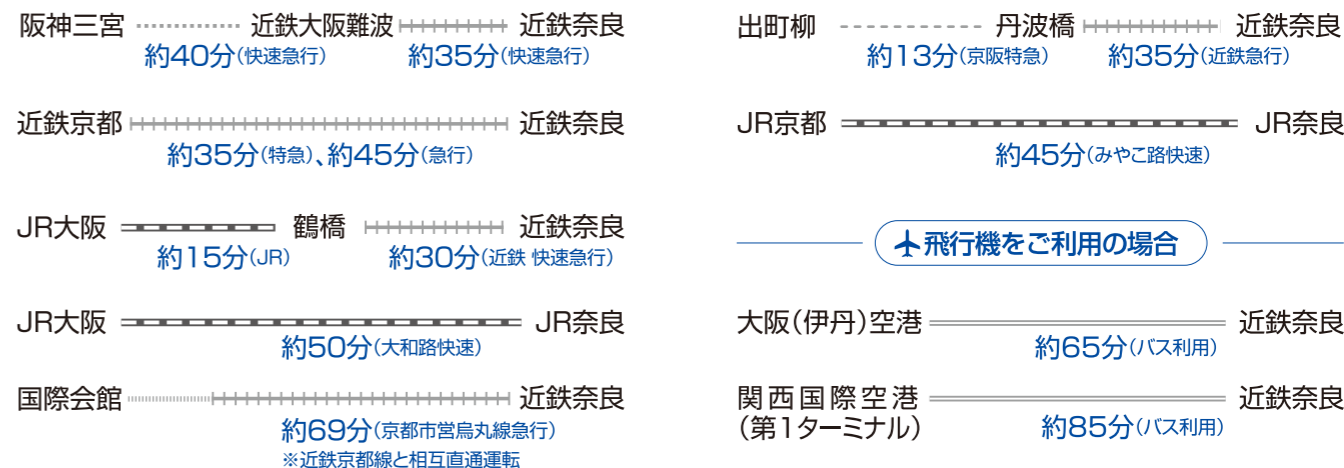 阪神三宮 近鉄大阪難波 近鉄奈良
約40分(快速急行) 約35分(快速急行)
近鉄京都 近鉄奈良
約35分(特急)、約45分(急行)
JR大阪 鶴橋 近鉄奈良
約15分(JR) 約30分(近鉄 快速急行)
JR大阪 JR奈良
約50分(大和路快速)
国際会館 近鉄奈良
約69分(京都市営烏丸線急行)
※近鉄京都線と相互直通運転
出町柳 丹波橋 近鉄奈良
約13分(京阪特急) 約35分(近鉄急行)
JR京都 JR奈良
約45分(みやこ路快速)
飛行機をご利用の場合
大阪(伊丹)空港 近鉄奈良
約65分(バス利用)
関西国際空港 近鉄奈良
(第1ターミナル) 約85分(バス利用)